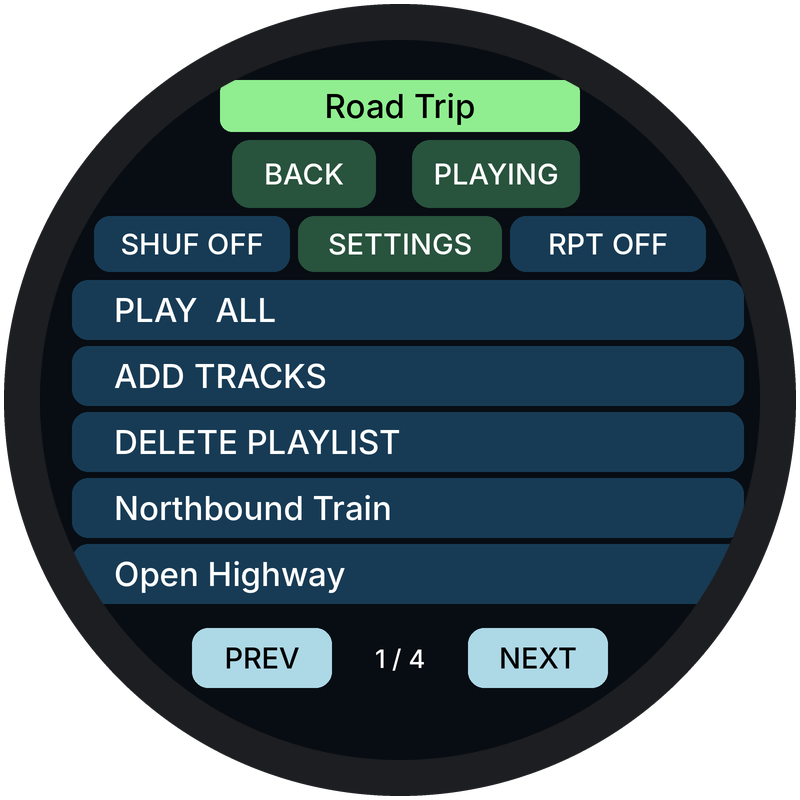 Road Trip
BACK PLAYING
SHUF OFF SETTINGS RPT OFF
PLAY  ALL
ADD TRACKS
DELETE PLAYLIST
Northbound Train
Open Highway
PREV 1 / 4 NEXT